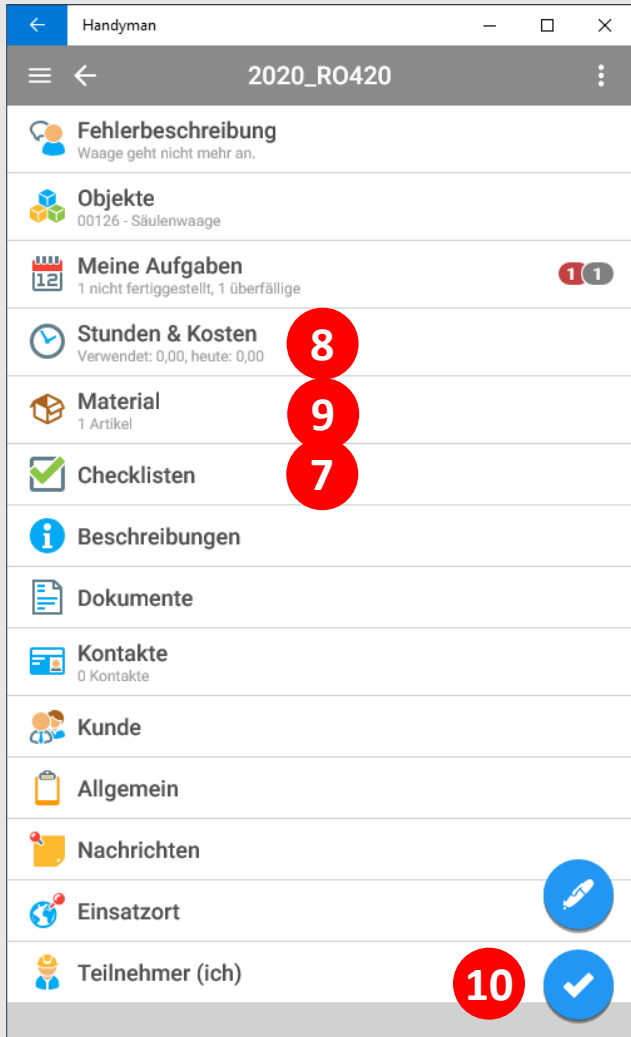 Handyman
2020_RO420
Fehlerbeschreibung
Waage geht nicht mehr an.
Objekte
00126 - Säulenwaage
12
Meine Aufgaben
1 nicht fertiggestellt, 1 überfällige
1 1
Stunden & Kosten
Verwendet: 0,00, heute: 0,00
8
Material
1 Artikel
9
Checklisten
7
Beschreibungen
Dokumente
Kontakte
0 Kontakte
Kunde
Allgemein
Nachrichten
Einsatzort
Teilnehmer (ich)
10